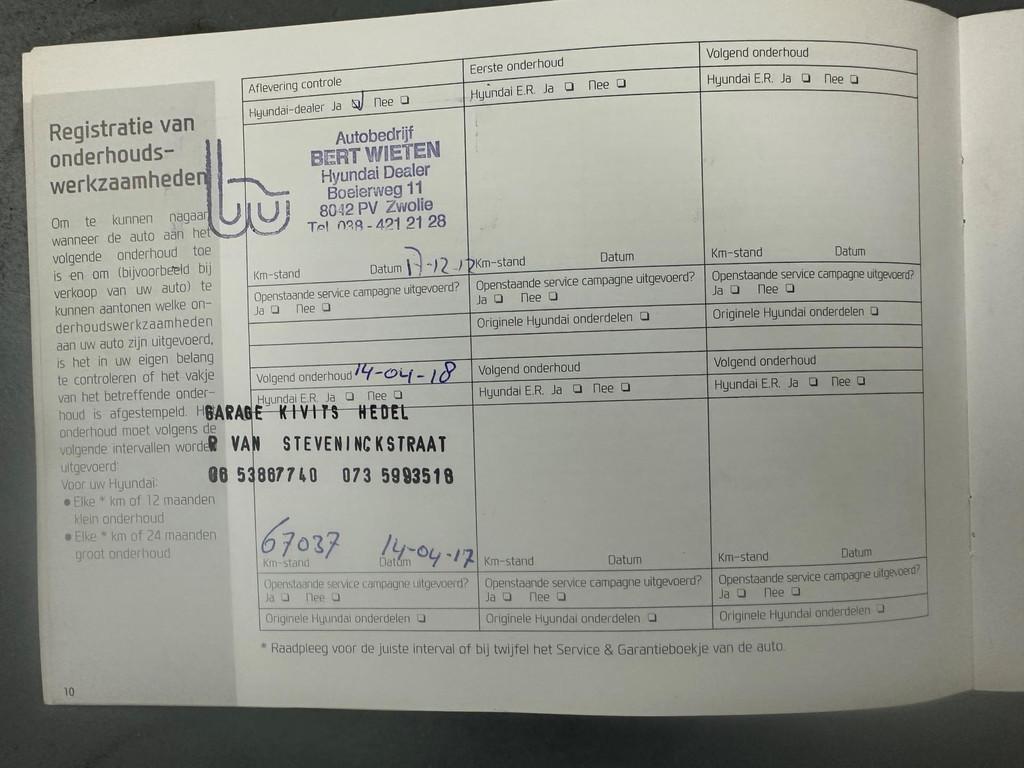 Registratie van
onderhouds-
werkzaamheden
Om te kunnen nagaan
wanneer de auto aan het
volgende onderhoud toe
is en om (bijvoorbeeld bij
verkoop van uw auto) te
kunnen aantonen welke on-
derhoudswerkzaamheden
aan uw auto zijn uitgevoerd,
is het in uw eigen belang
te controleren of het vakje
van het betreffende onder-
houd is afgestempeld. Het
onderhoud moet volgens de
volgende intervallen worden
uitgevoerd:
Voor uw Hyundai:
● Elke * km of 12 maanden
klein onderhoud
● Elke * km of 24 maanden
groot onderhoud
10
Aflevering controle
Hyundai-dealer Ja ☑ Nee ❏
Autobedrijf
BERT WIETEN
Hyundai Dealer
Boelerweg 11
8042 PV Zwolle
Tel. 038 - 421 21 28
Km-stand Datum 17-12-12
Openstaande service campagne uitgevoerd?
Ja ❏ Nee ❏
Eerste onderhoud
Hyundai E.R. Ja ❏ Nee ❏
Km-stand Datum
Openstaande service campagne uitgevoerd?
Ja ❏ Nee ❏
Originele Hyundai onderdelen ❏
Volgend onderhoud
Hyundai E.R. Ja ❏ Nee ❏
Km-stand Datum
Openstaande service campagne uitgevoerd?
Ja ❏ Nee ❏
Originele Hyundai onderdelen ❏
Volgend onderhoud 14-04-18
Hyundai E.R. Ja ❏ Nee ❏
GARAGE KIVITS HEDEL
R VAN STEVENINCKSTRAAT
06 53867740 073 5993518
67037 14-04-17
Km-stand Datum
Openstaande service campagne uitgevoerd?
Ja ❏ Nee ❏
Originele Hyundai onderdelen ❏
Volgend onderhoud
Hyundai E.R. Ja ❏ Nee ❏
Km-stand Datum
Openstaande service campagne uitgevoerd?
Ja ❏ Nee ❏
Originele Hyundai onderdelen ❏
Volgend onderhoud
Hyundai E.R. Ja ❏ Nee ❏
Km-stand Datum
Openstaande service campagne uitgevoerd?
Ja ❏ Nee ❏
Originele Hyundai onderdelen ❏
* Raadpleeg voor de juiste interval of bij twijfel het Service & Garantieboekje van de auto.